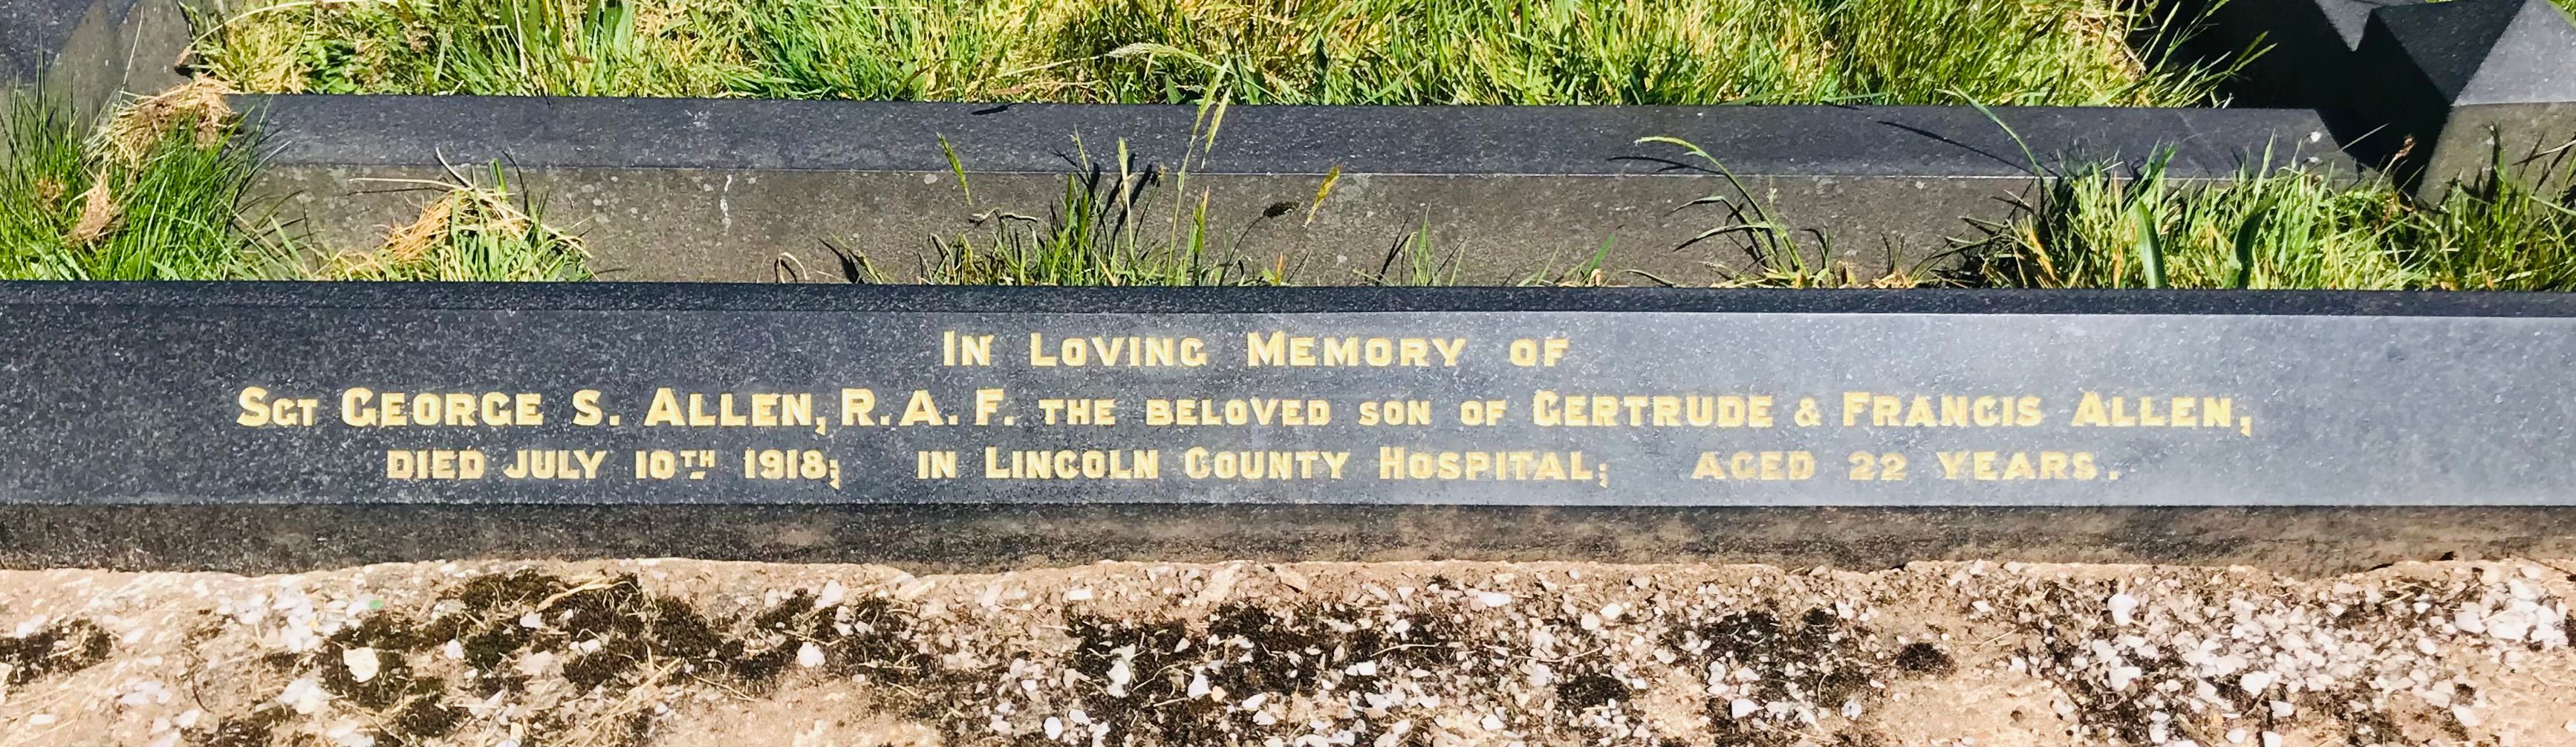 IN LOVING MEMORY OF
SGT GEORGE S. ALLEN, R.A.F. THE BELOVED SON OF GERTRUDE & FRANCIS ALLEN,
DIED JULY 10TH 1918; IN LINCOLN COUNTY HOSPITAL; AGED 22 YEARS.